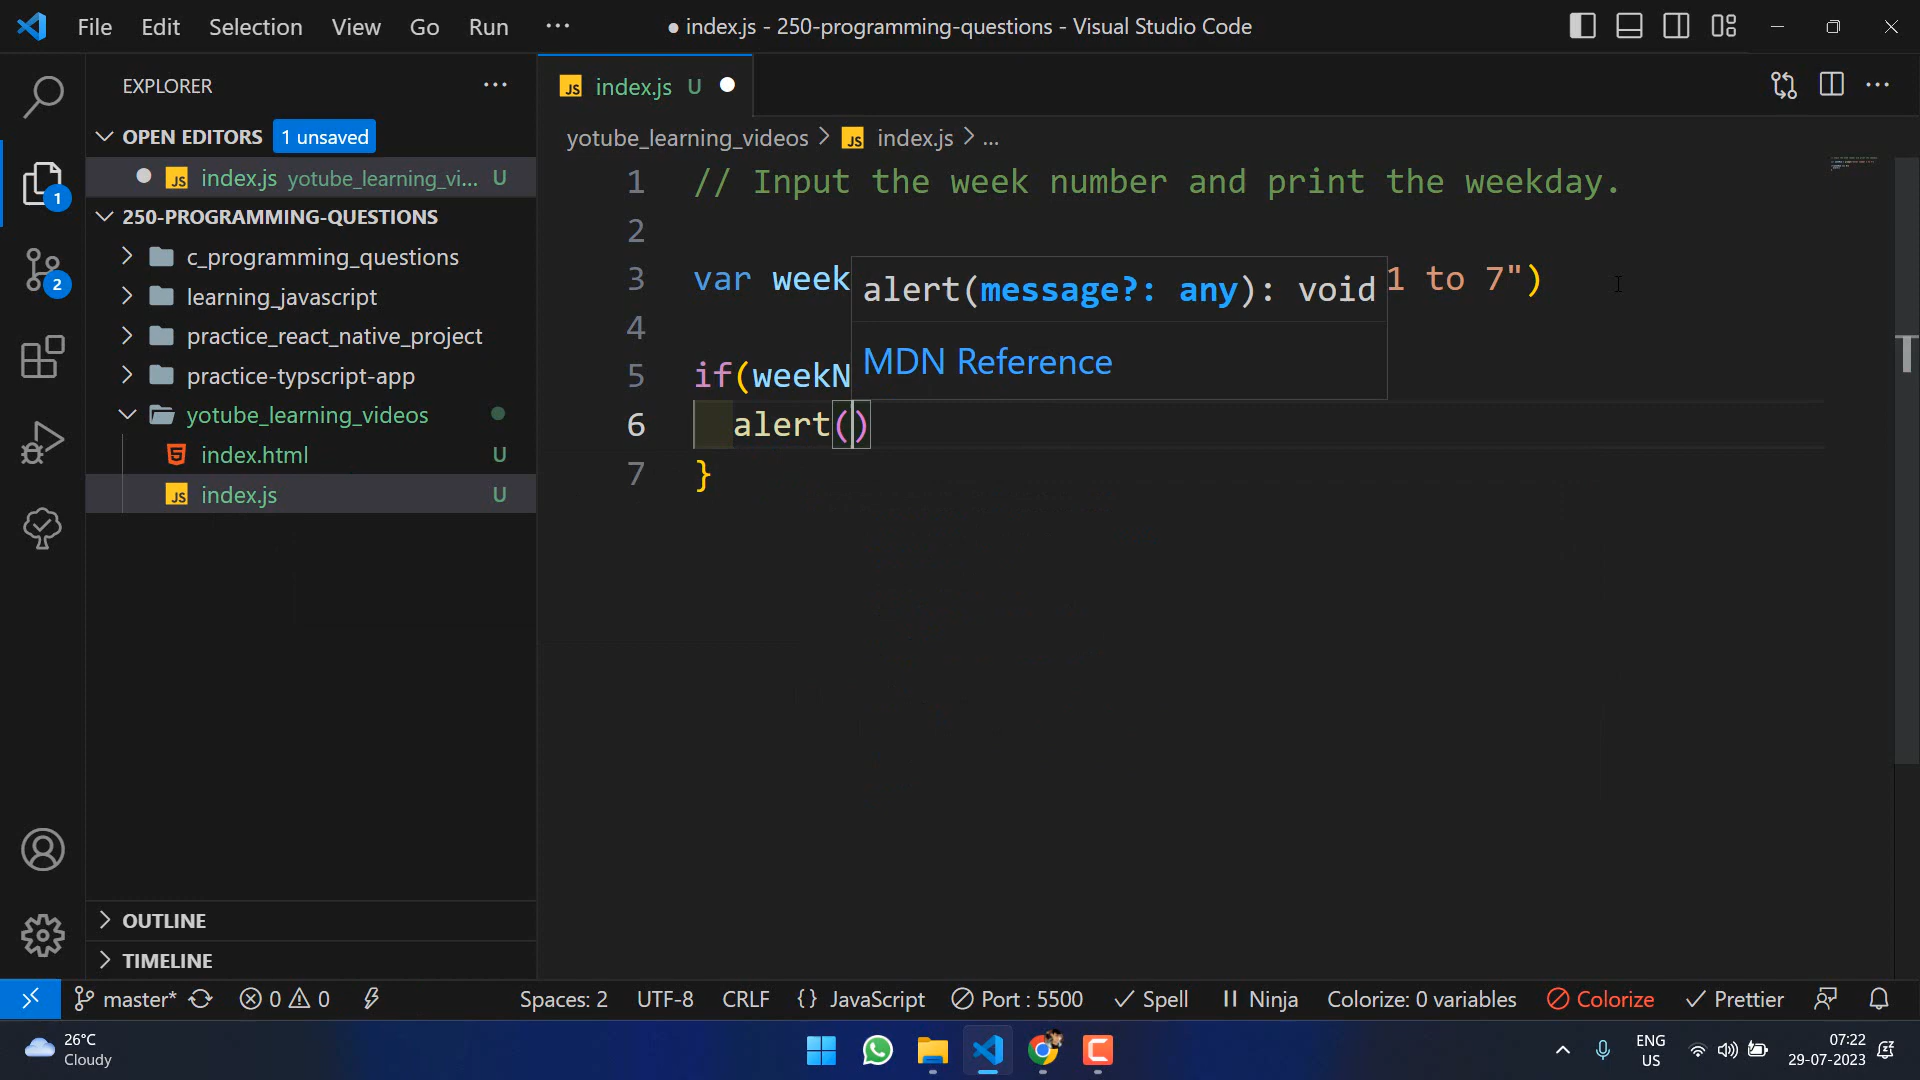 File Edit Selection View Go Run ··· ● index.js - 250-programming-questions - Visual Studio Code
EXPLORER ···
index.js U ●
OPEN EDITORS 1 unsaved
yotube_learning_videos > JS index.js > ...
● JS index.js yotube_learning_vi... U
250-PROGRAMMING-QUESTIONS
c_programming_questions
learning_javascript
practice_react_native_project
practice-typscript-app
yotube_learning_videos
index.html U
JS index.js U
OUTLINE
TIMELINE
1 // Input the week number and print the weekday.
2
3 var week 1 to 7")
alert(message?: any): void
MDN Reference
4
5 if(weekN
6 alert()
7 }
1
2
master* 0 0 Spaces: 2 UTF-8 CRLF {} JavaScript Port : 5500 Spell Ninja Colorize: 0 variables Colorize Prettier
26°C
Cloudy
ENG
US
07:22
29-07-2023